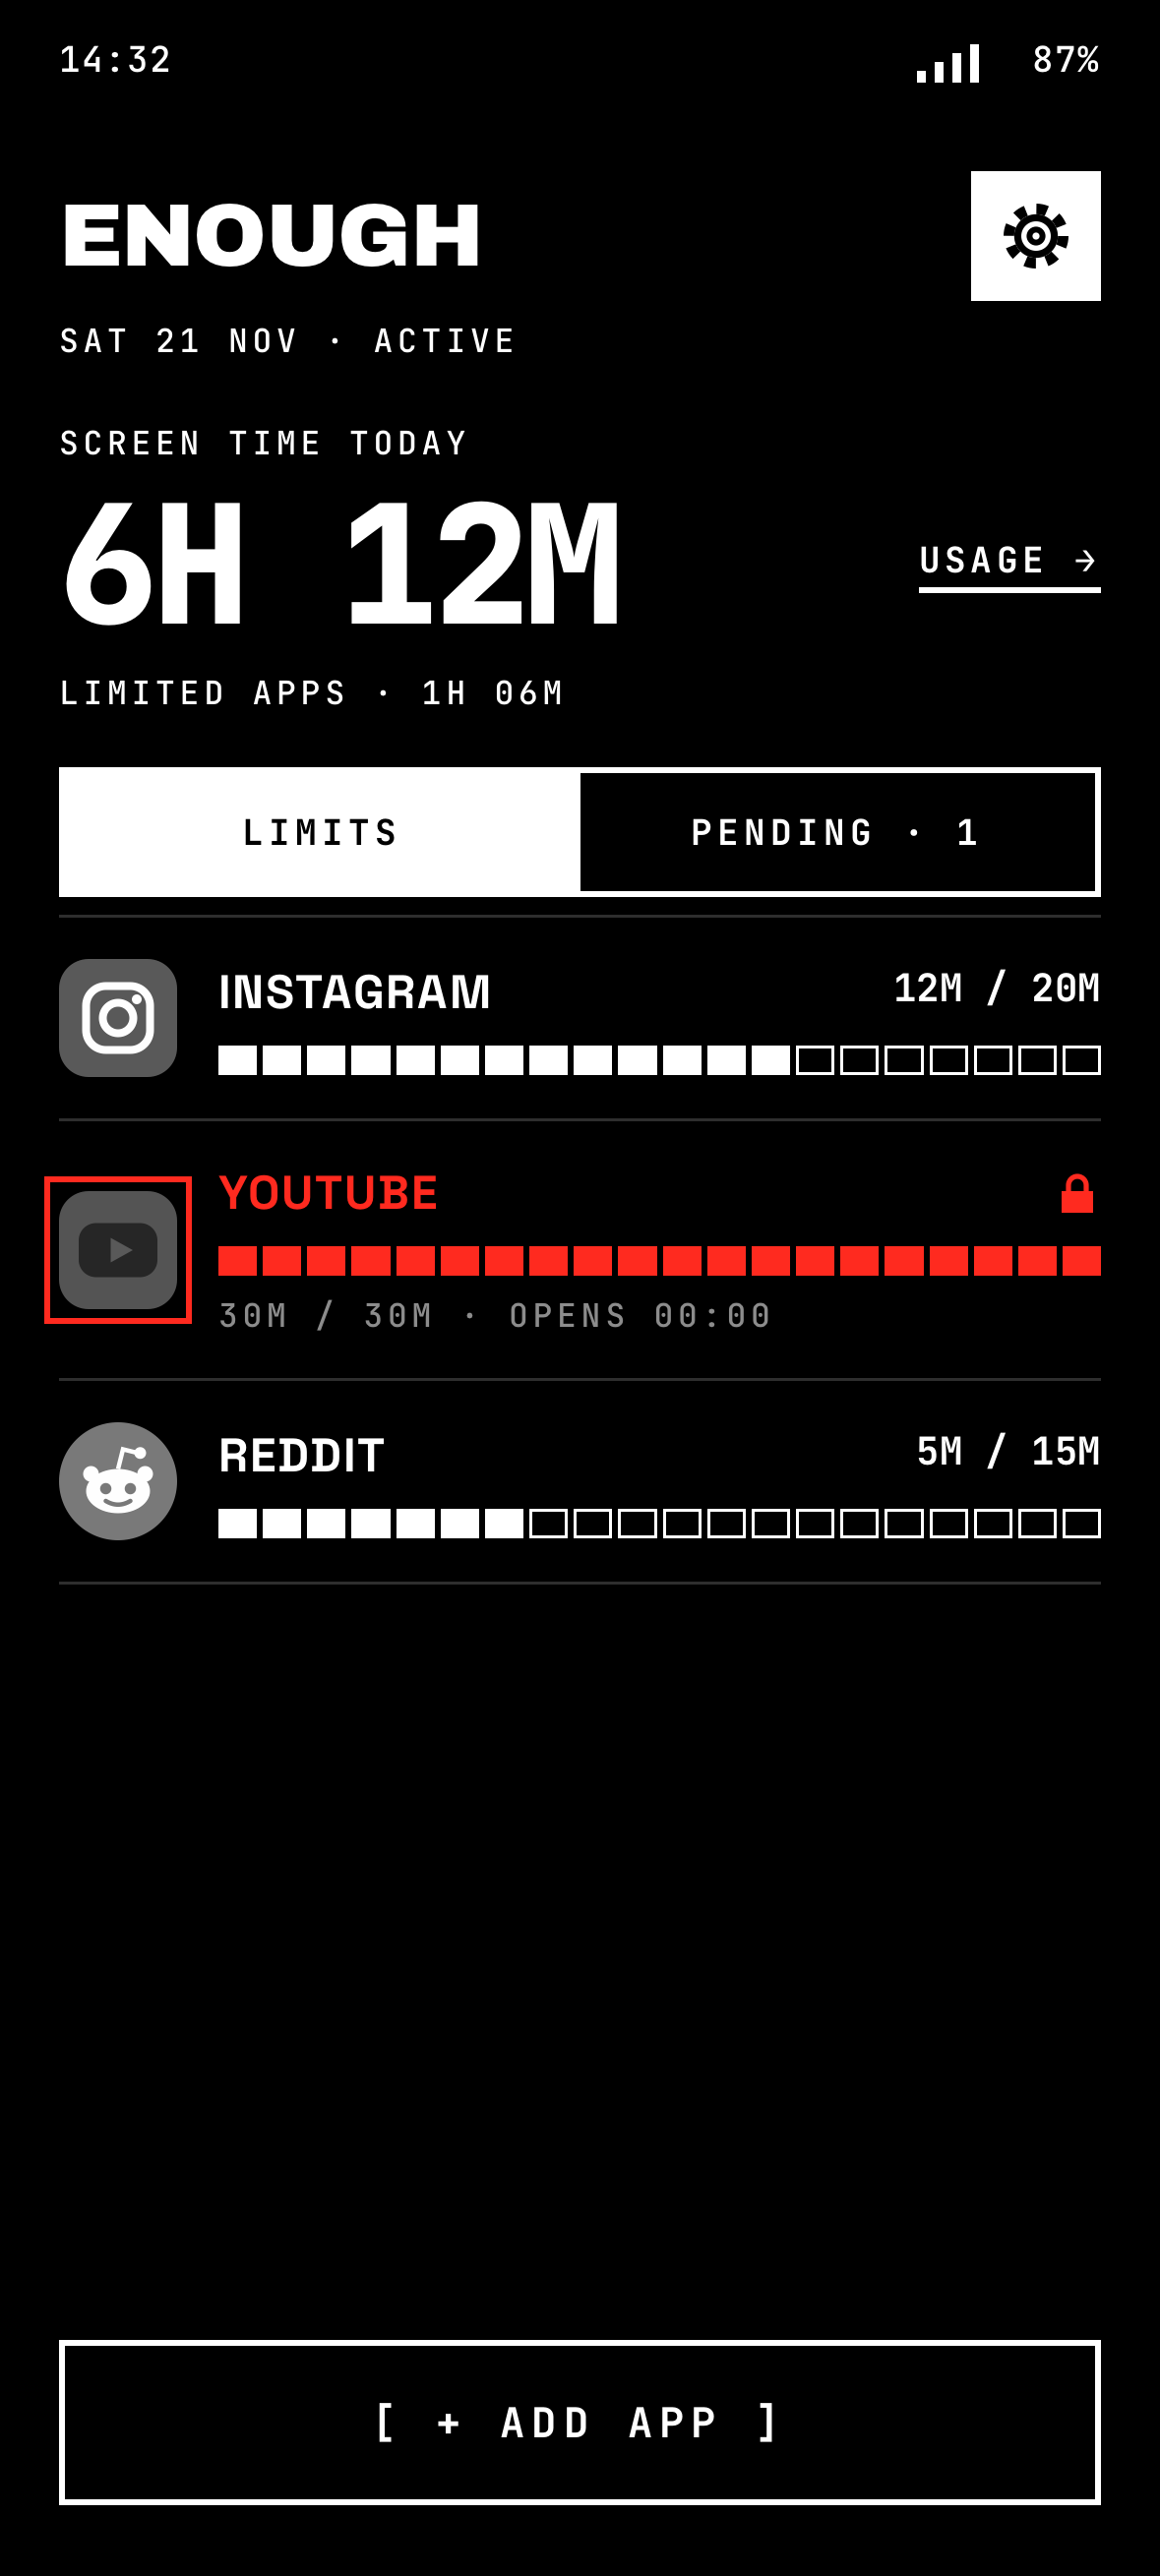 14:32 87%
ENOUGH
SAT 21 NOV · ACTIVE
SCREEN TIME TODAY
6H 12M
USAGE →
LIMITED APPS · 1H 06M
LIMITS PENDING · 1
INSTAGRAM 12M / 20M
YOUTUBE
30M / 30M · OPENS 00:00
REDDIT 5M / 15M
[ + ADD APP ]